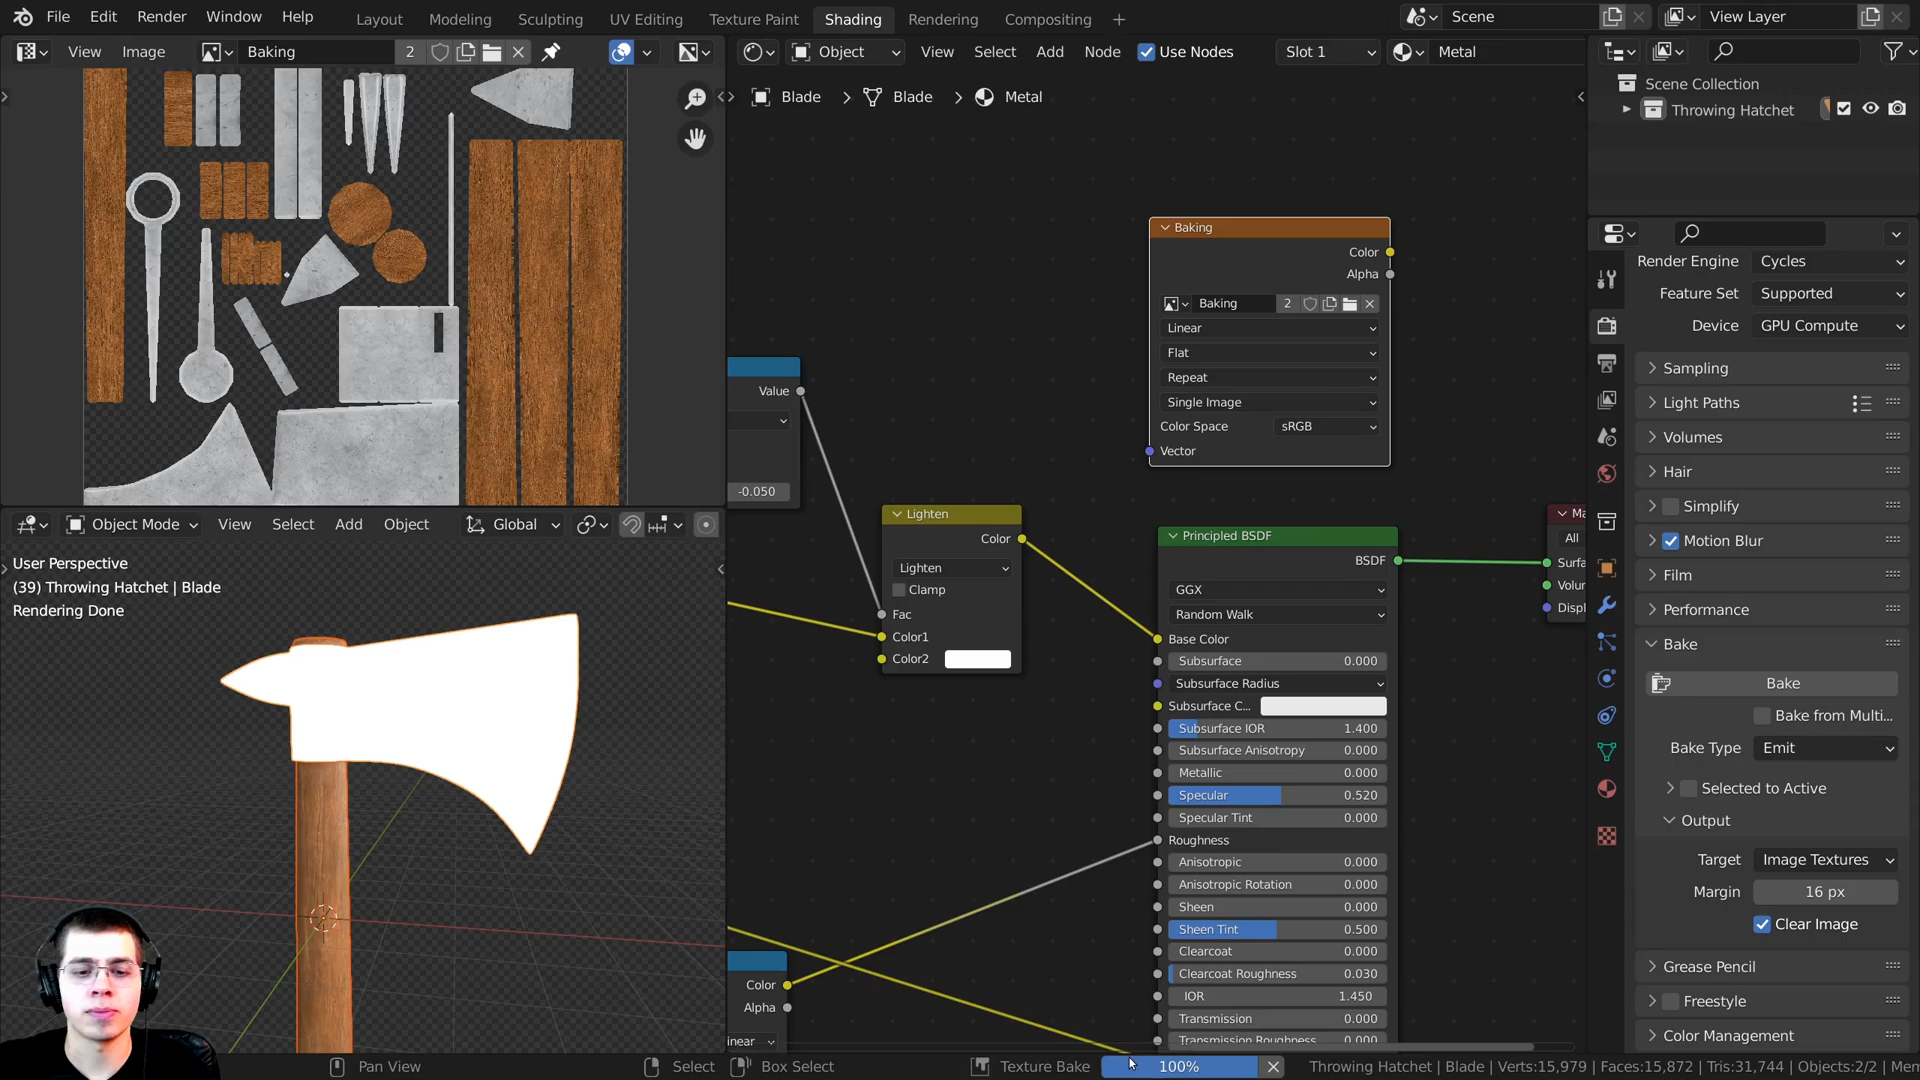 File Edit Render Window Help Layout Modeling Sculpting UV Editing Texture Paint Shading Rendering Compositing + Scene View Layer
View Image Baking 2 Object View Select Add Node Use Nodes Slot 1 Metal
Blade > Blade > Metal
Scene Collection
Throwing Hatchet
Render Engine Cycles
Feature Set Supported
Device GPU Compute
Sampling
Light Paths
Volumes
Hair
Simplify
Motion Blur
Film
Performance
Bake
Bake
Bake from Multi...
Bake Type Emit
Selected to Active
Output
Target Image Textures
Margin 16 px
Clear Image
Grease Pencil
Freestyle
Color Management
Baking
Color
Alpha
Baking 2
Linear
Flat
Repeat
Single Image
Color Space sRGB
Vector
Value
-0.050
Lighten
Color
Lighten
Clamp
Fac
Color1
Color2
Principled BSDF
BSDF
GGX
Random Walk
Base Color
Subsurface 0.000
Subsurface Radius
Subsurface C...
Subsurface IOR 1.400
Subsurface Anisotropy 0.000
Metallic 0.000
Specular 0.520
Specular Tint 0.000
Roughness
Anisotropic 0.000
Anisotropic Rotation 0.000
Sheen 0.000
Sheen Tint 0.500
Clearcoat 0.000
Clearcoat Roughness 0.030
IOR 1.450
Transmission 0.000
Transmission Roughness 0.000
Ma
All
Surfa
Volur
Displ
Color
Alpha
inear
Object Mode View Select Add Object Global
User Perspective
(39) Throwing Hatchet | Blade
Rendering Done
Pan View Select Box Select Texture Bake 100% Throwing Hatchet | Blade | Verts:15,979 | Faces:15,872 | Tris:31,744 | Objects:2/2 | Men